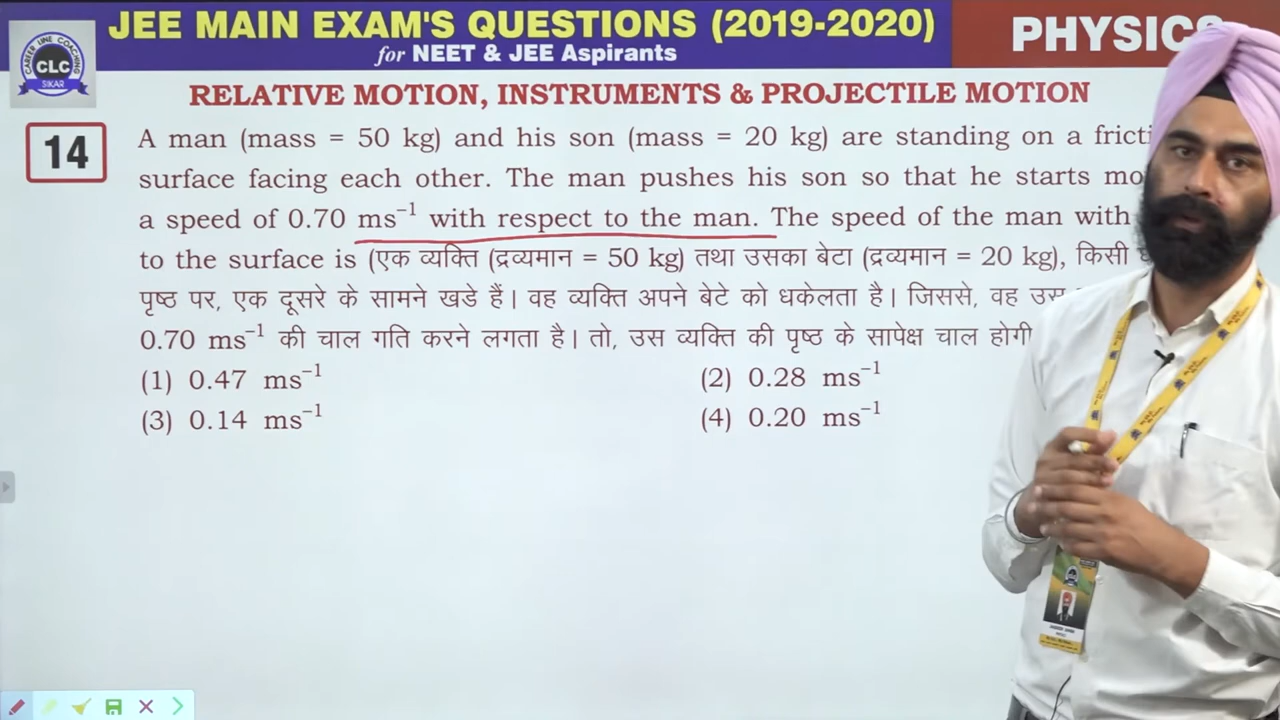 JEE MAIN EXAM'S QUESTIONS (2019-2020)
for NEET & JEE Aspirants
PHYSICS
CAREER LINE COACHING
CLC
SIKAR
RELATIVE MOTION, INSTRUMENTS & PROJECTILE MOTION
14
A man (mass = 50 kg) and his son (mass = 20 kg) are standing on a fricti
surface facing each other. The man pushes his son so that he starts mo
a speed of 0.70 ms⁻¹ with respect to the man. The speed of the man with
to the surface is (एक व्यक्ति (द्रव्यमान = 50 kg) तथा उसका बेटा (द्रव्यमान = 20 kg), किसी
पृष्ठ पर, एक दूसरे के सामने खडे हैं। वह व्यक्ति अपने बेटे को धकेलता है। जिससे, वह उस
0.70 ms⁻¹ की चाल गति करने लगता है। तो, उस व्यक्ति की पृष्ठ के सापेक्ष चाल होगी
(1) 0.47 ms⁻¹ (2) 0.28 ms⁻¹
(3) 0.14 ms⁻¹ (4) 0.20 ms⁻¹